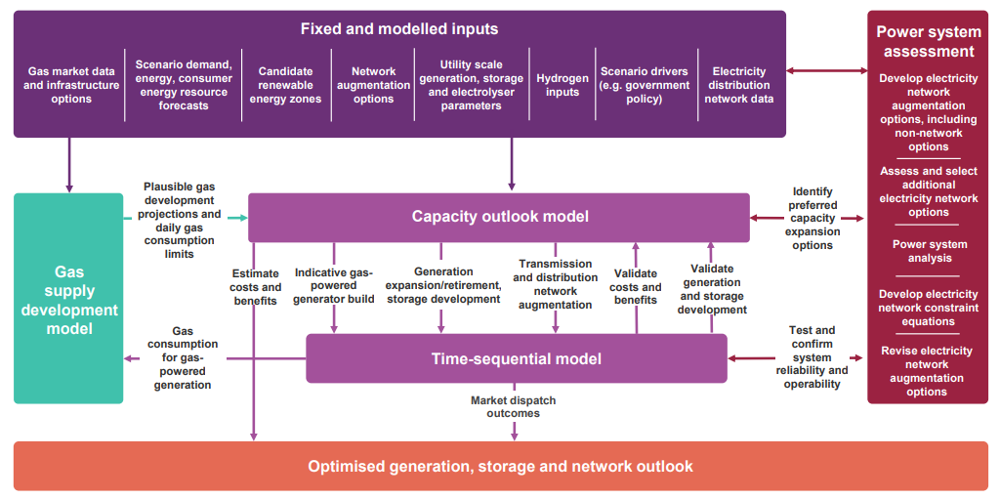 Fixed and modelled inputs
Gas market data
and infrastructure
options
Scenario demand,
energy, consumer
energy resource
forecasts
Candidate
renewable
energy zones
Network
augmentation
options
Utility scale
generation, storage
and electrolyser
parameters
Hydrogen
inputs
Scenario drivers
(e.g. government
policy)
Electricity
distribution
network data
Power system
assessment
Develop electricity
network
augmentation
options, including
non-network
options
Assess and select
additional
electricity network
options
Power system
analysis
Develop electricity
network constraint
equations
Revise electricity
network
augmentation
options
Gas
supply
development
model
Plausible gas
development
projections and
daily gas
consumption
limits
Capacity outlook model
Identify
preferred
capacity
expansion
options
Estimate
costs and
benefits
Indicative gas-
powered
generator build
Generation
expansion/retirement,
storage development
Transmission
and distribution
network
augmentation
Validate
costs and
benefits
Validate
generation
and storage
development
Gas
consumption
for gas-
powered
generation
Time-sequential model
Test and
confirm
system
reliability and
operability
Market dispatch
outcomes
Optimised generation, storage and network outlook